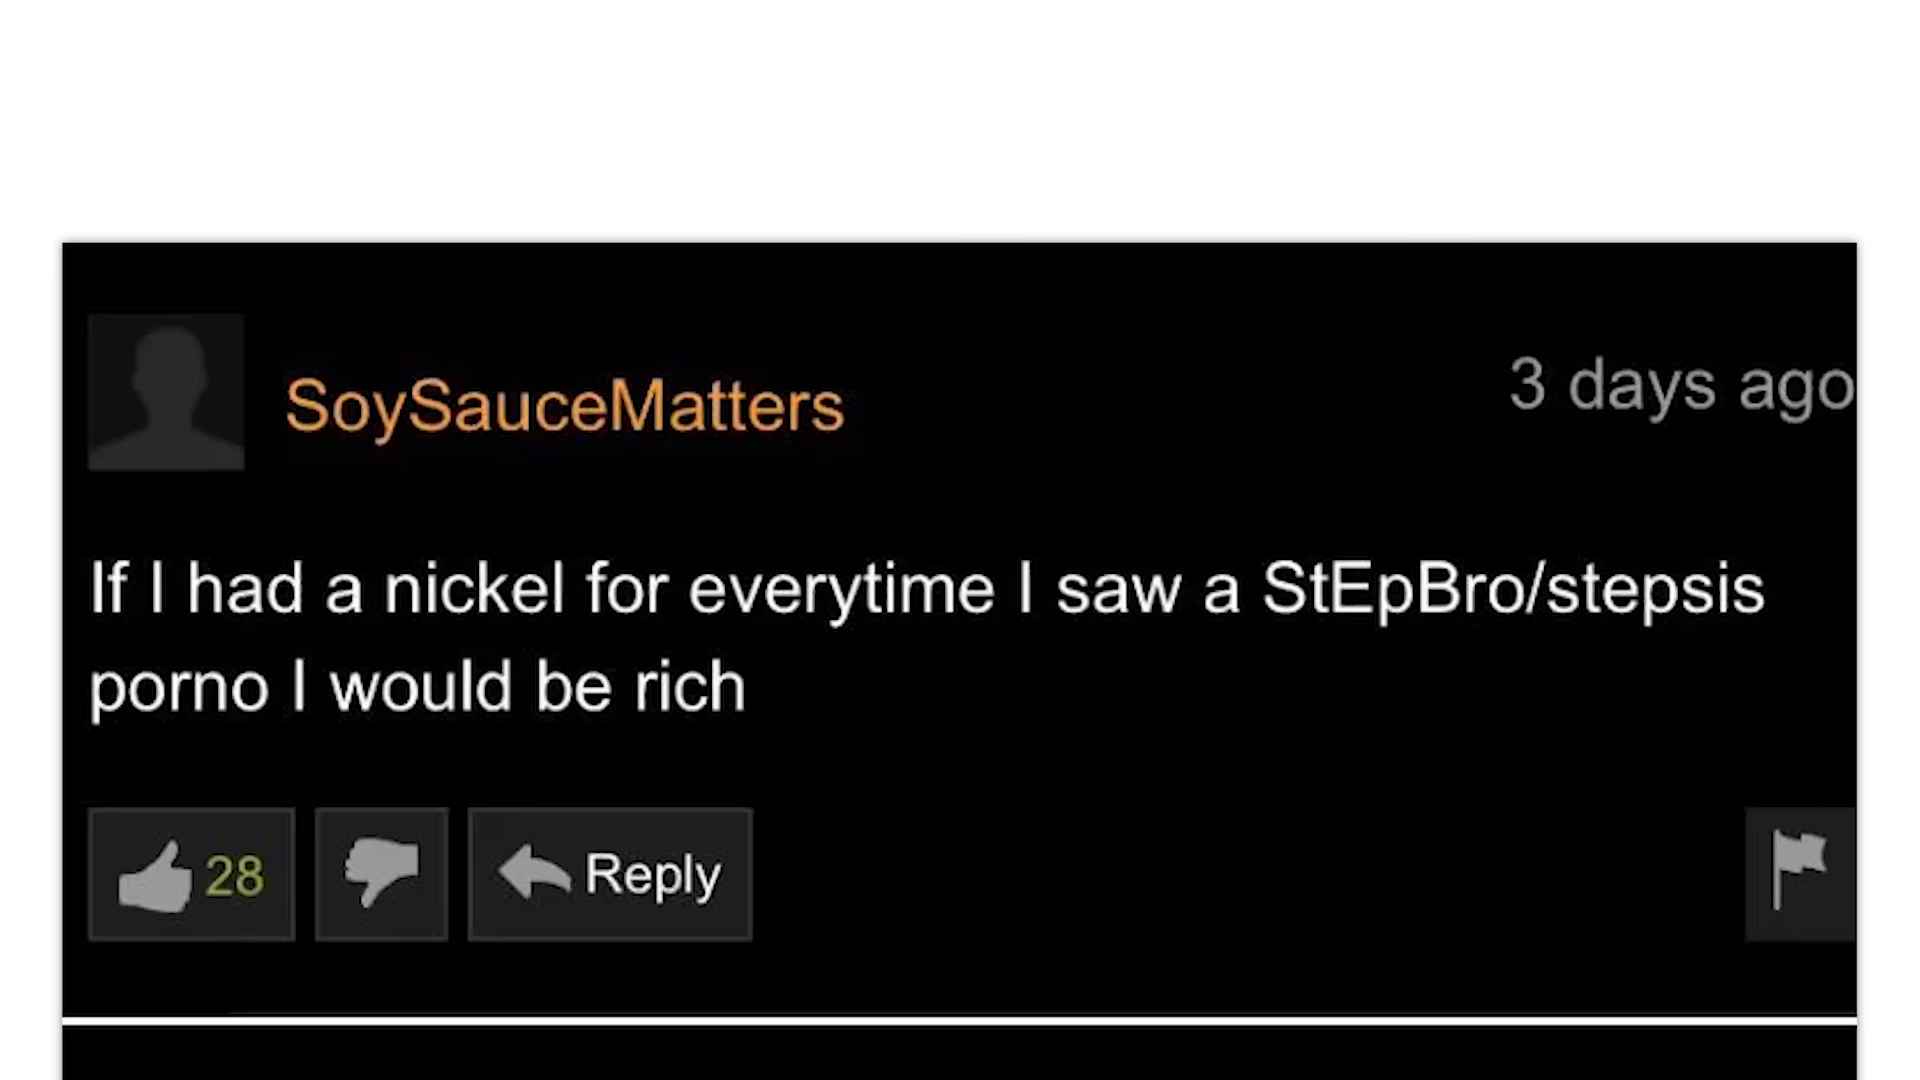 SoySauceMatters
3 days ago
If I had a nickel for everytime I saw a StEpBro/stepsis
porno I would be rich
28
Reply